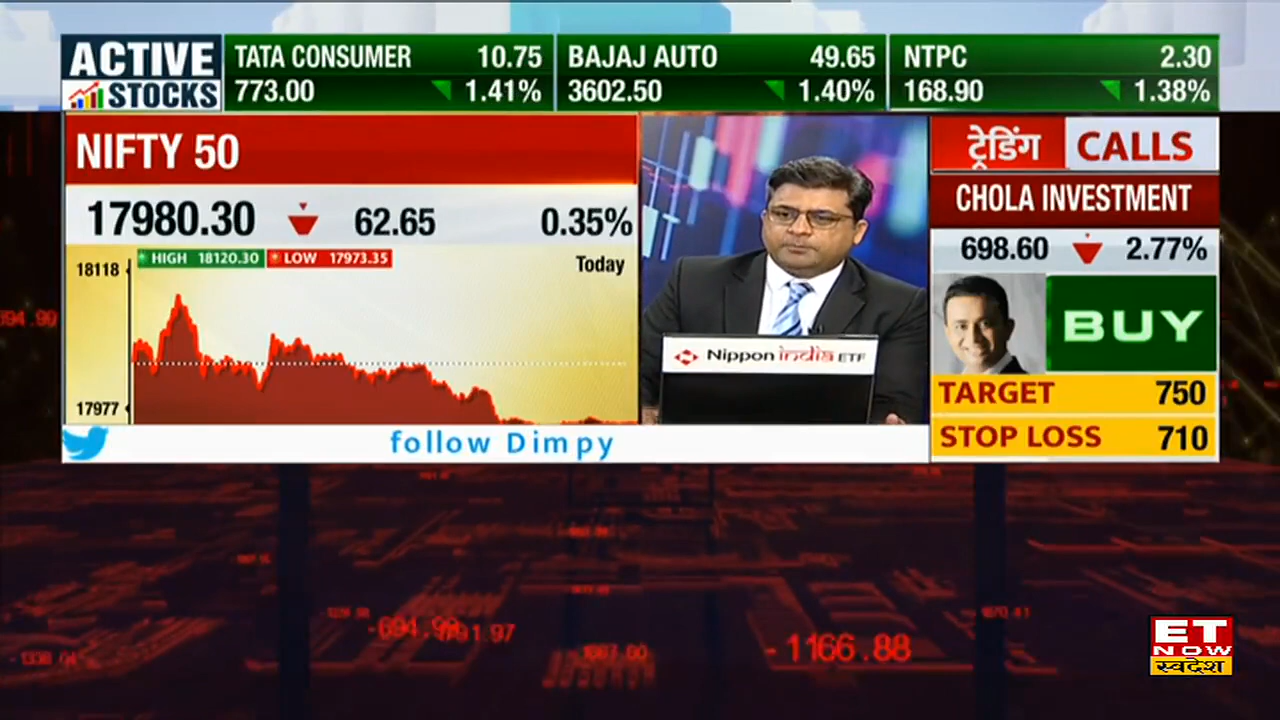 ACTIVE
STOCKS
TATA CONSUMER 10.75
773.00 1.41%
BAJAJ AUTO 49.65
3602.50 1.40%
NTPC 2.30
168.90 1.38%
NIFTY 50
17980.30 62.65 0.35%
HIGH 18120.30 LOW 17973.35
Today
18118
17977
Nippon india ETF
follow Dimpy
ट्रेडिंग CALLS
CHOLA INVESTMENT
698.60 2.77%
BUY
TARGET 750
STOP LOSS 710
-1166.88
ET
NOW
स्वदेश